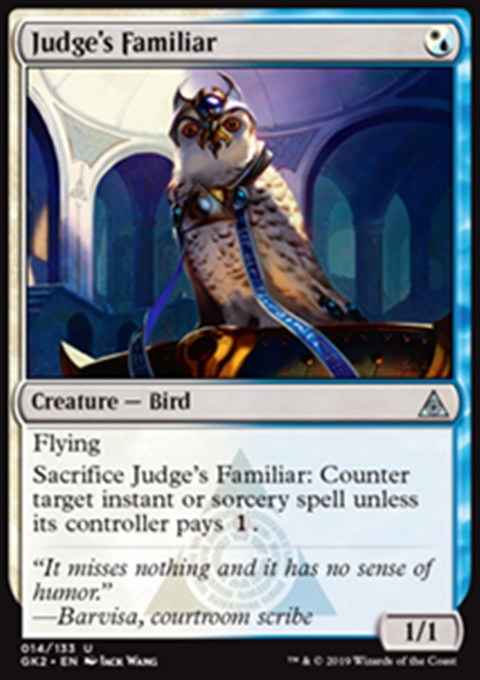 Judge's Familiar
Creature — Bird
Flying
Sacrifice Judge's Familiar: Counter
target instant or sorcery spell unless
its controller pays 1.
“It misses nothing and it has no sense of
humor.”
—Barvisa, courtroom scribe
1/1
014/133 U
GK2 • EN Jack Wang
™ & © 2019 Wizards of the Coast